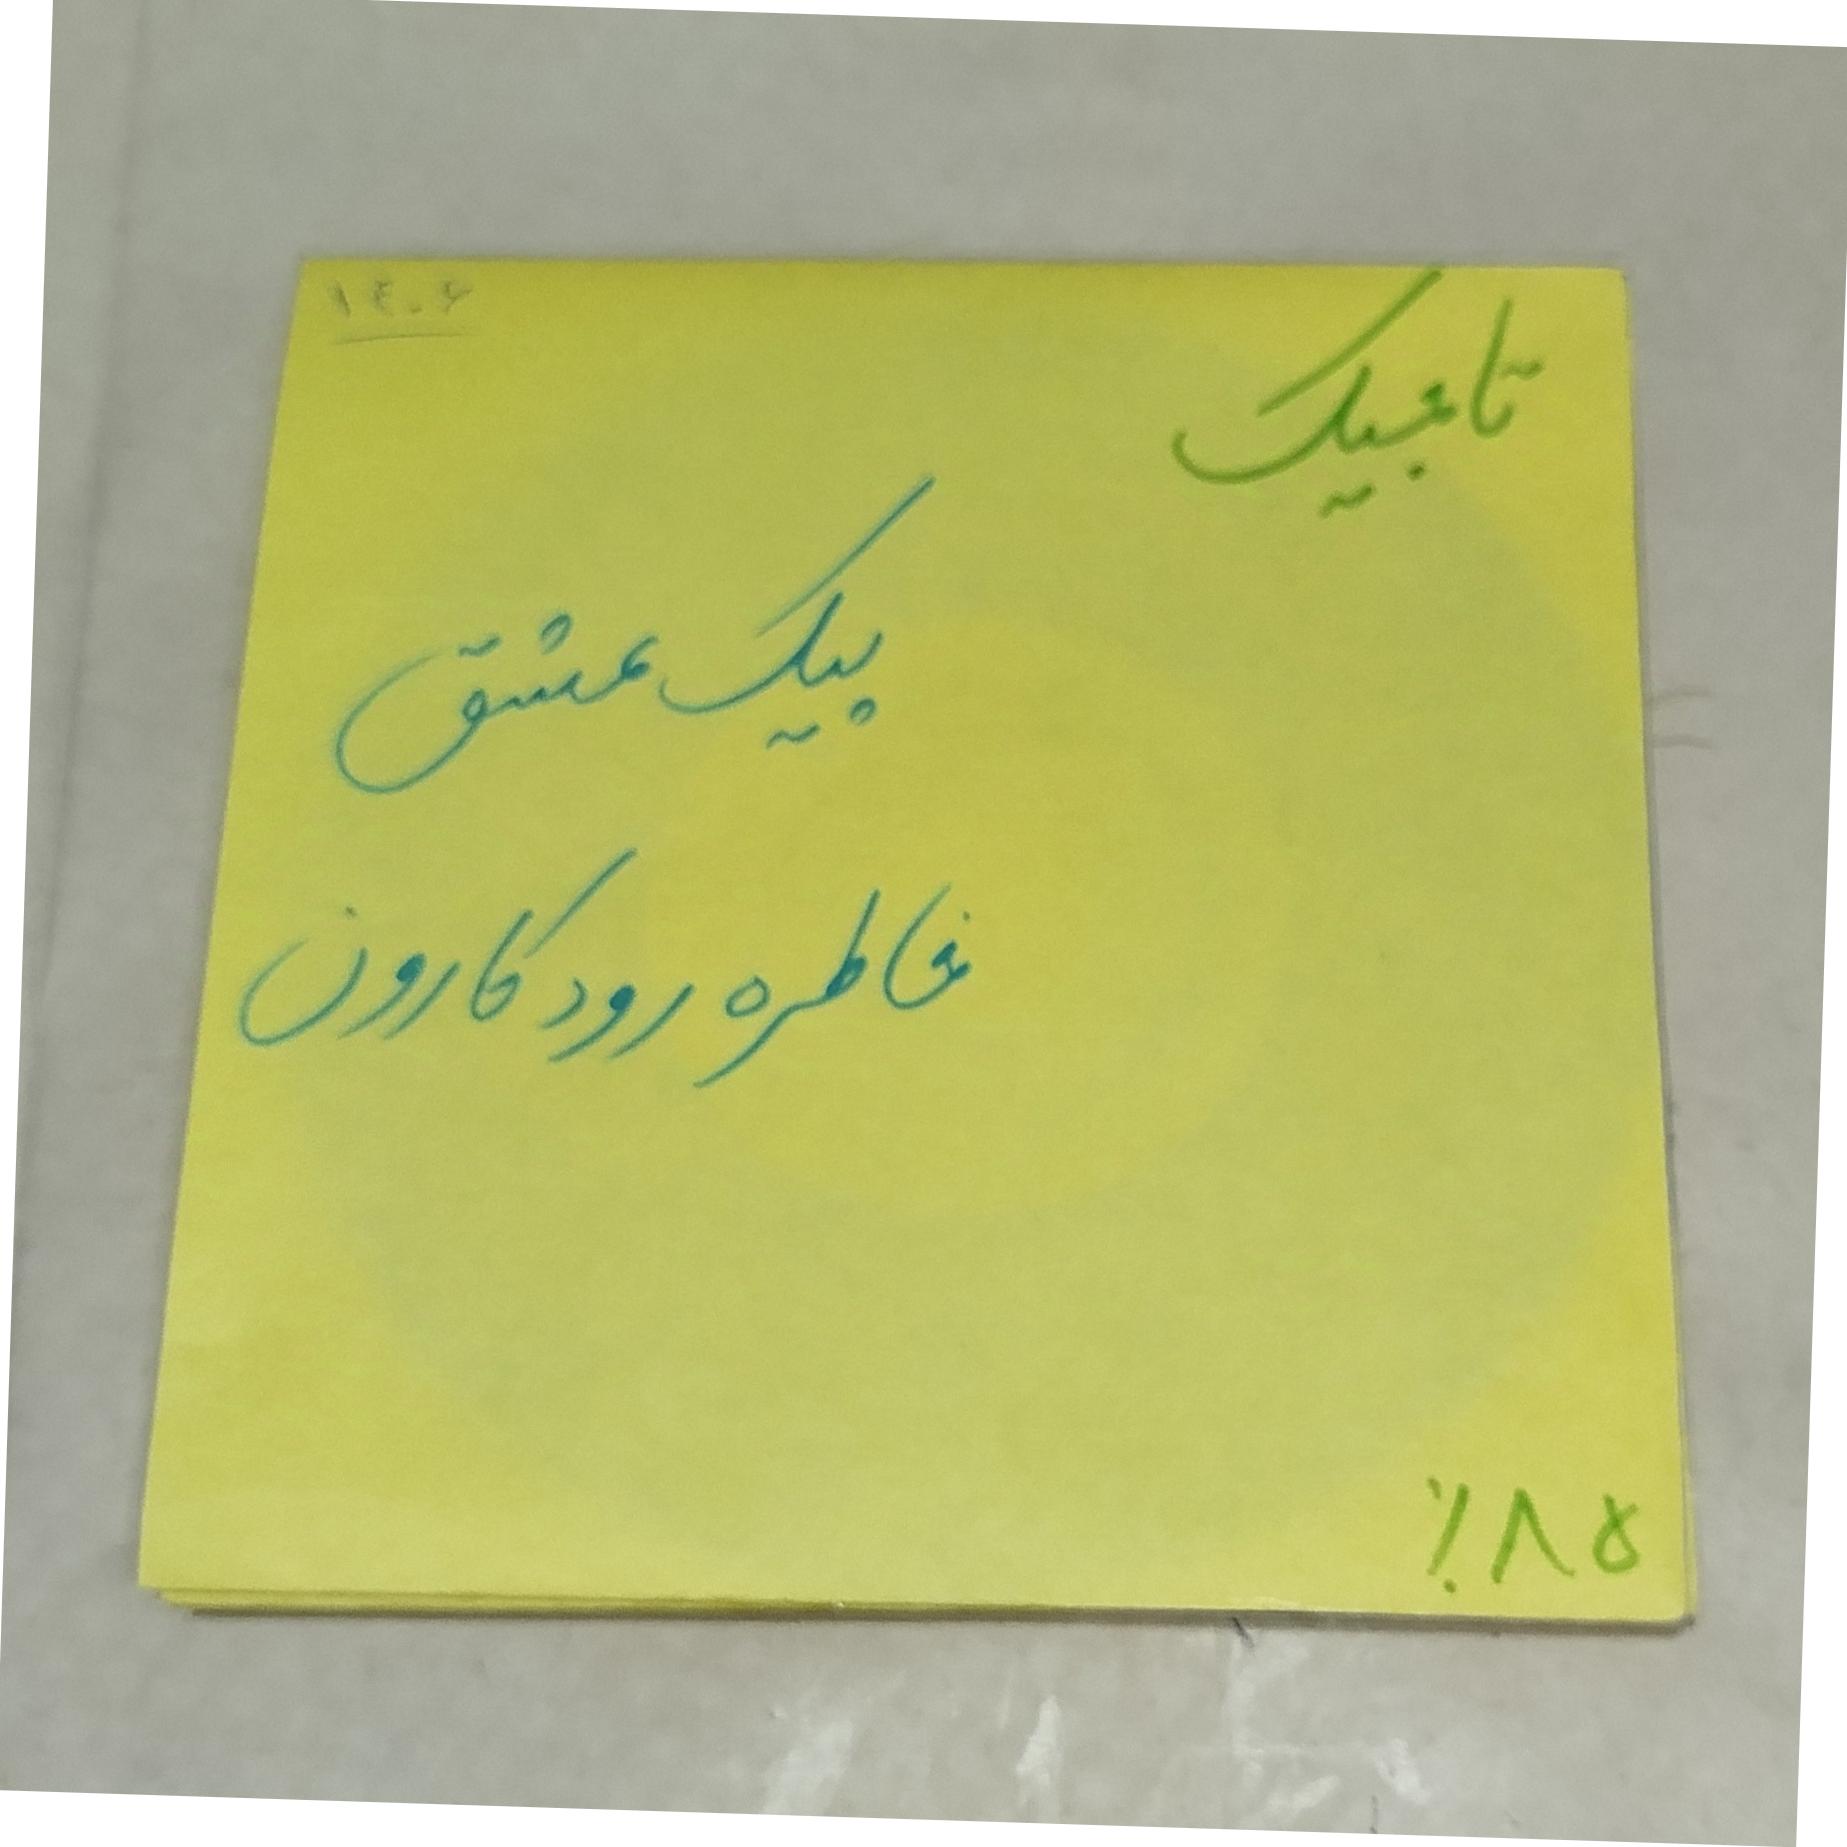 ۱۴۰۶
تاجیک
پیک عشق
خاطره رود کارون
۸۵٪